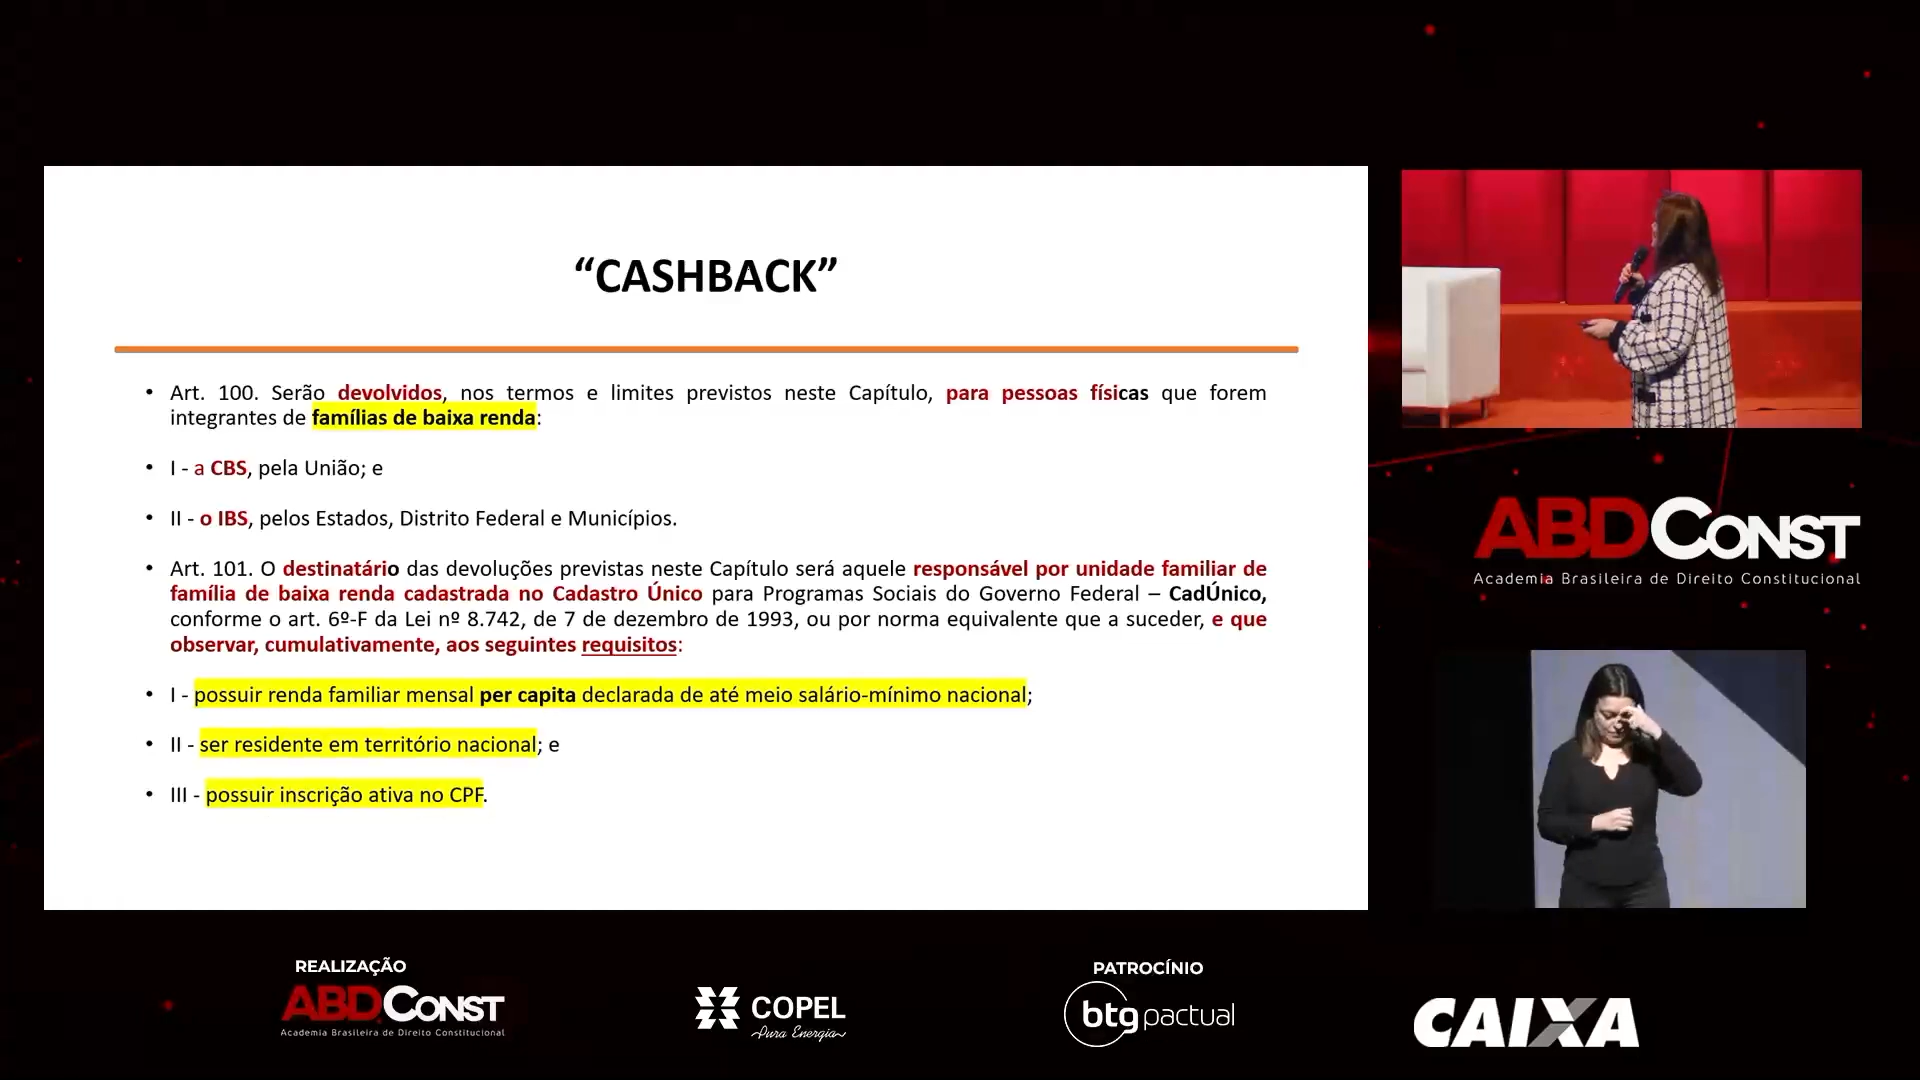 “CASHBACK”
• Art. 100. Serão devolvidos, nos termos e limites previstos neste Capítulo, para pessoas físicas que forem
integrantes de famílias de baixa renda:
• I - a CBS, pela União; e
• II - o IBS, pelos Estados, Distrito Federal e Municípios.
• Art. 101. O destinatário das devoluções previstas neste Capítulo será aquele responsável por unidade familiar de
família de baixa renda cadastrada no Cadastro Único para Programas Sociais do Governo Federal – CadÚnico,
conforme o art. 6º-F da Lei nº 8.742, de 7 de dezembro de 1993, ou por norma equivalente que a suceder, e que
observar, cumulativamente, aos seguintes requisitos:
• I - possuir renda familiar mensal per capita declarada de até meio salário-mínimo nacional;
• II - ser residente em território nacional; e
• III - possuir inscrição ativa no CPF.
ABDCONST
Academia Brasileira de Direito Constitucional
REALIZAÇÃO
ABDCONST
Academia Brasileira de Direito Constitucional
COPEL
Pura Energia
PATROCÍNIO
btg pactual
CAIXA